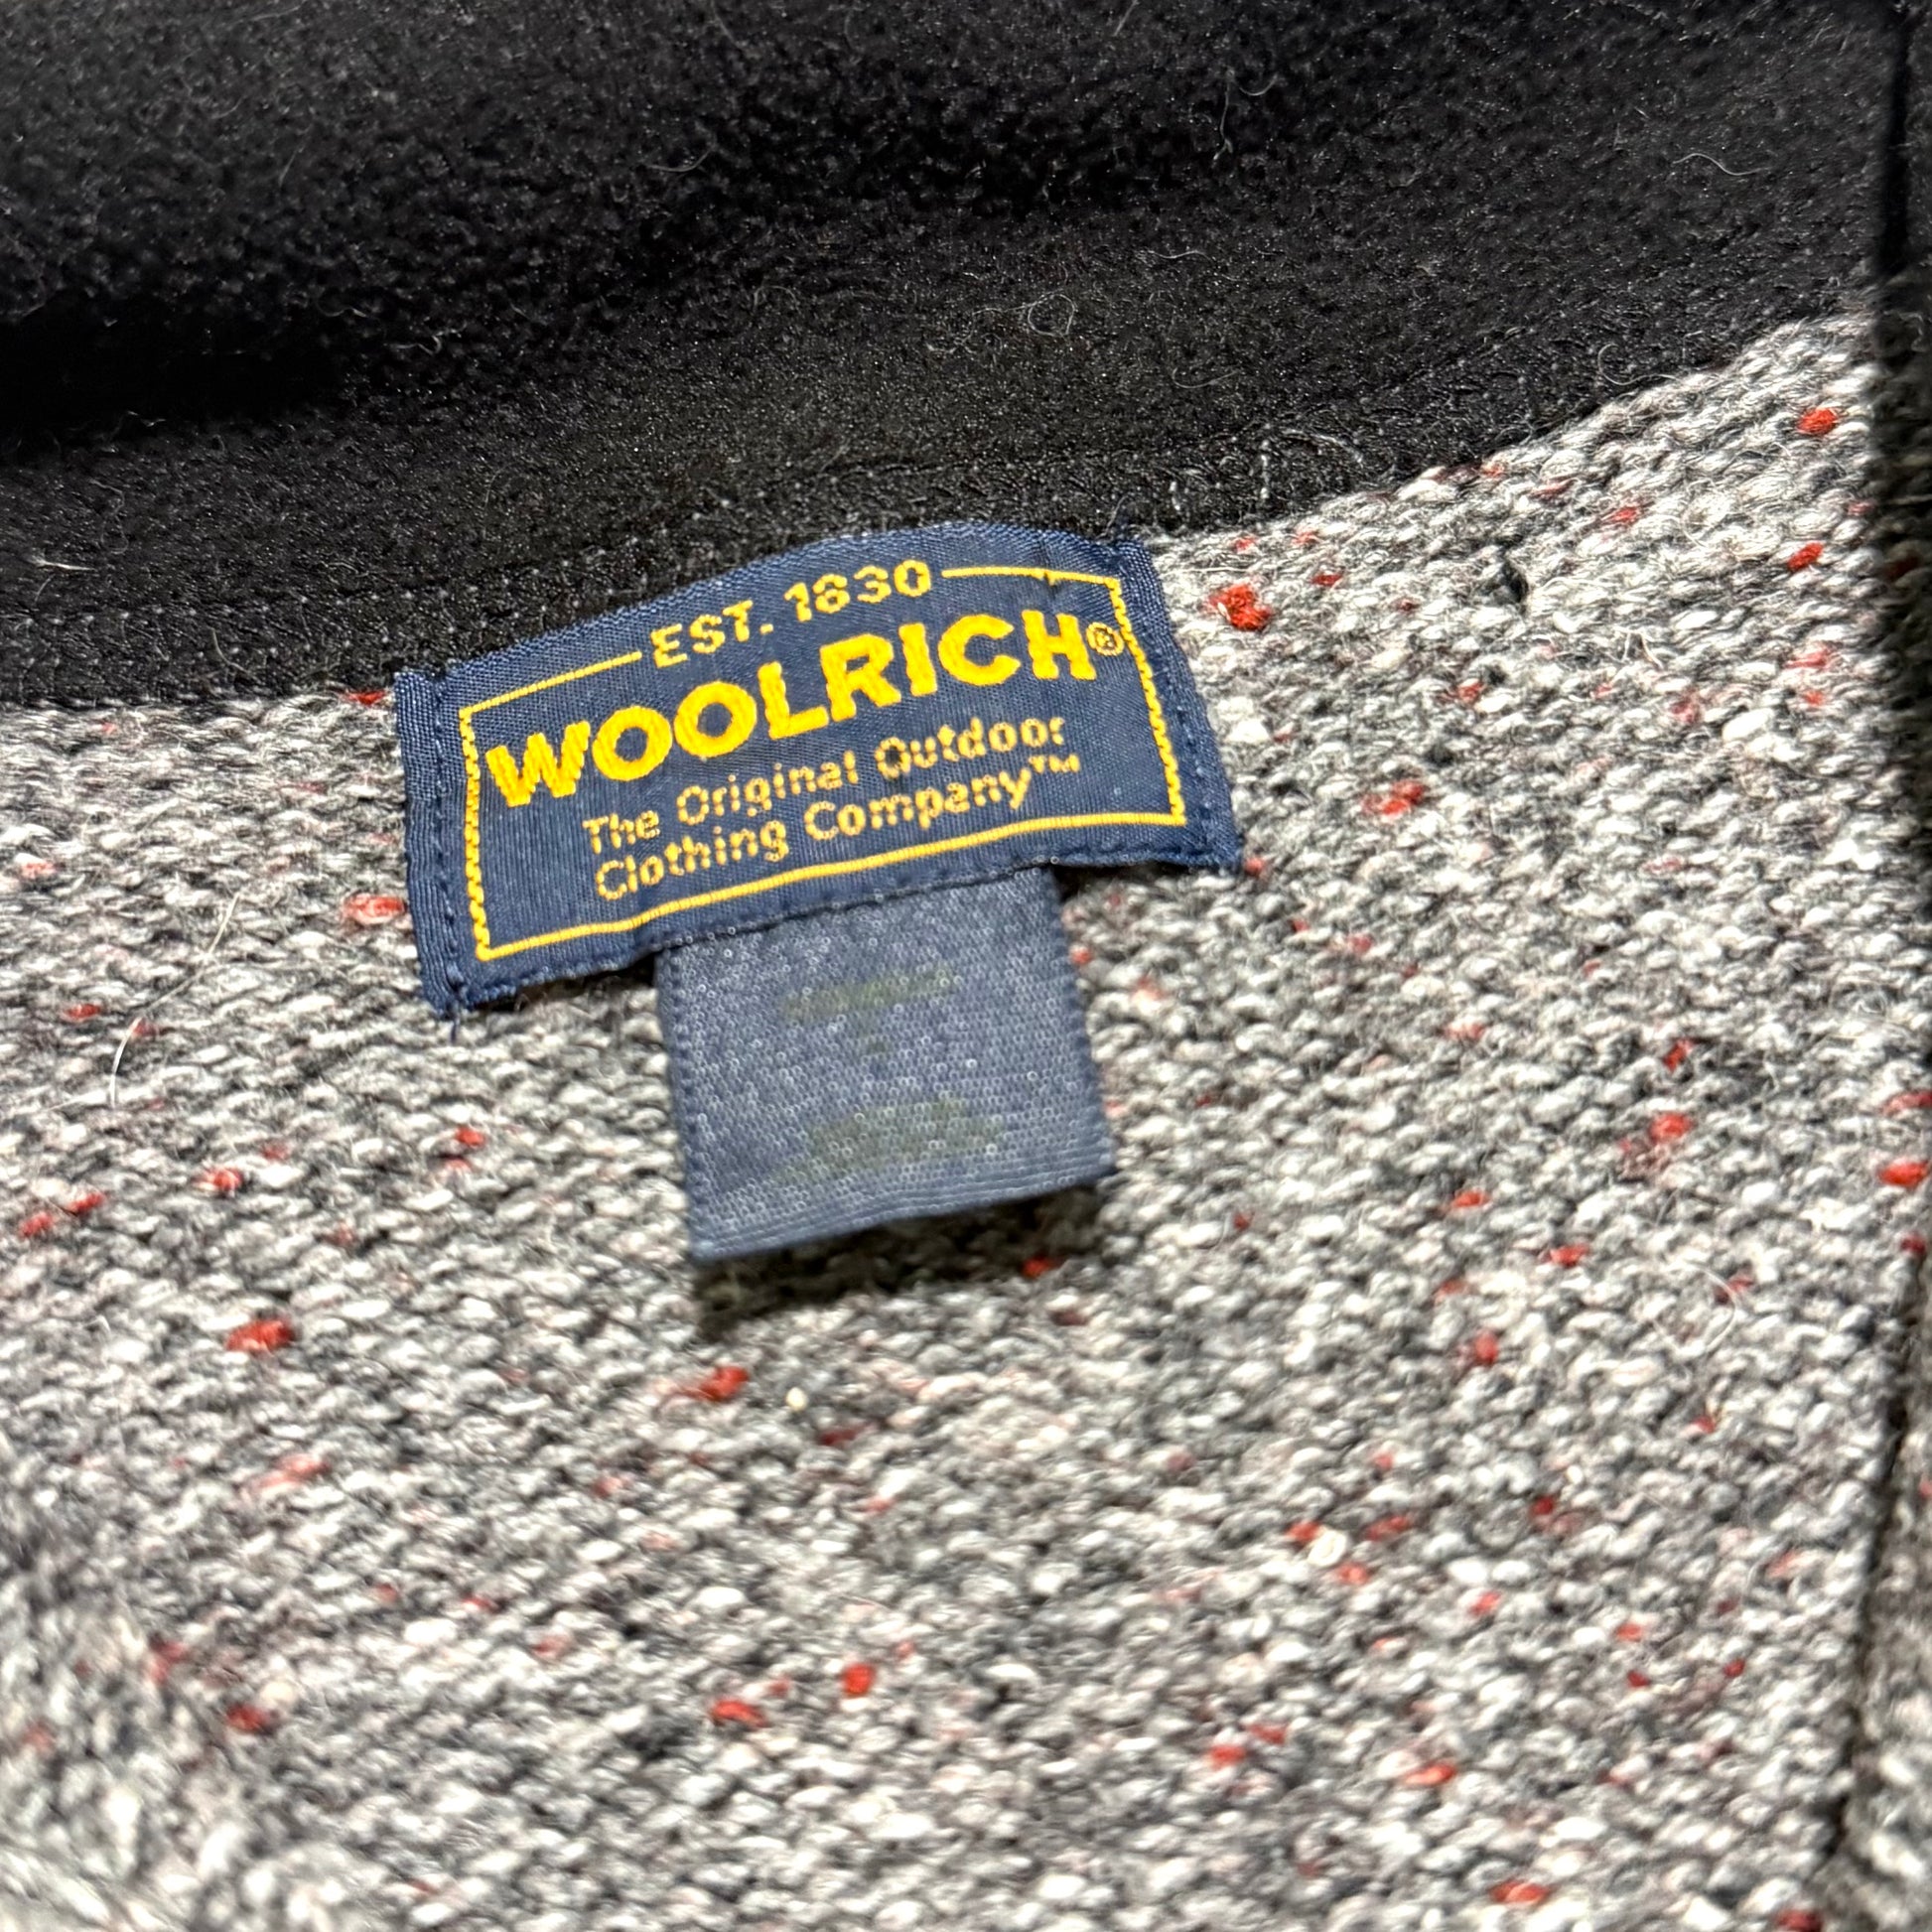 EST. 1830
WOOLRICH®
The Original Outdoor
Clothing Company™